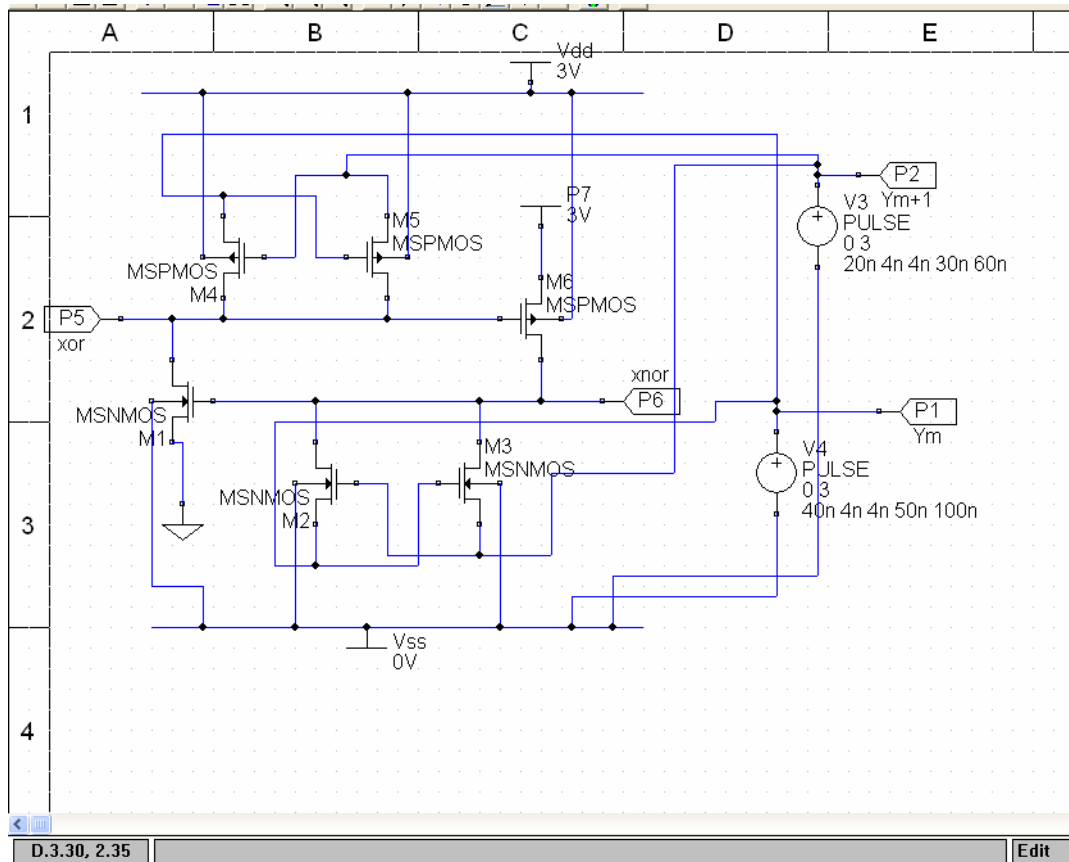 A B C D E
Vdd
3V
1
P2
Ym+1
P7
3V
V3
PULSE
0 3
20n 4n 4n 30n 60n
M5
MSPMOS
MSPMOS
M4
M6
MSPMOS
2
P5
xor
xnor
P6
MSNMOS
M1
P1
Ym
M3
MSNMOS
V4
PULSE
0 3
40n 4n 4n 50n 100n
MSNMOS
M2
3
Vss
0V
4
D.3.30, 2.35
Edit